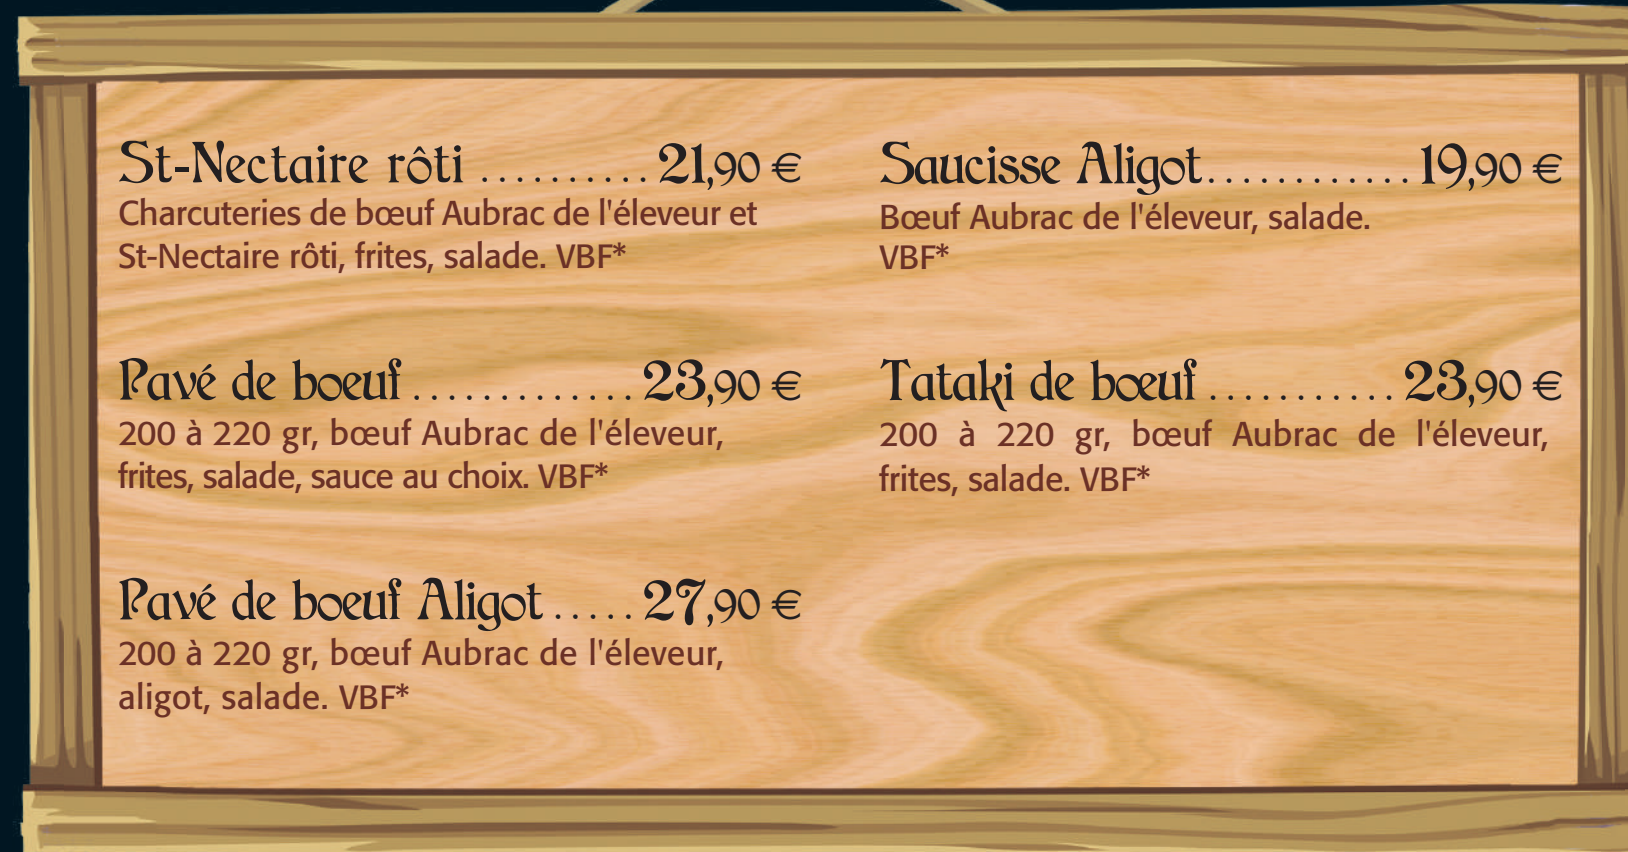 St-Nectaire rôti .......... 21,90 €
Charcuteries de bœuf Aubrac de l'éleveur et
St-Nectaire rôti, frites, salade. VBF*
Pavé de boeuf ............. 23,90 €
200 à 220 gr, bœuf Aubrac de l'éleveur,
frites, salade, sauce au choix. VBF*
Pavé de boeuf Aligot ..... 27,90 €
200 à 220 gr, bœuf Aubrac de l'éleveur,
aligot, salade. VBF*
Saucisse Aligot ............ 19,90 €
Bœuf Aubrac de l'éleveur, salade.
VBF*
Tataki de bœuf ........... 23,90 €
200 à 220 gr, bœuf Aubrac de l'éleveur,
frites, salade. VBF*